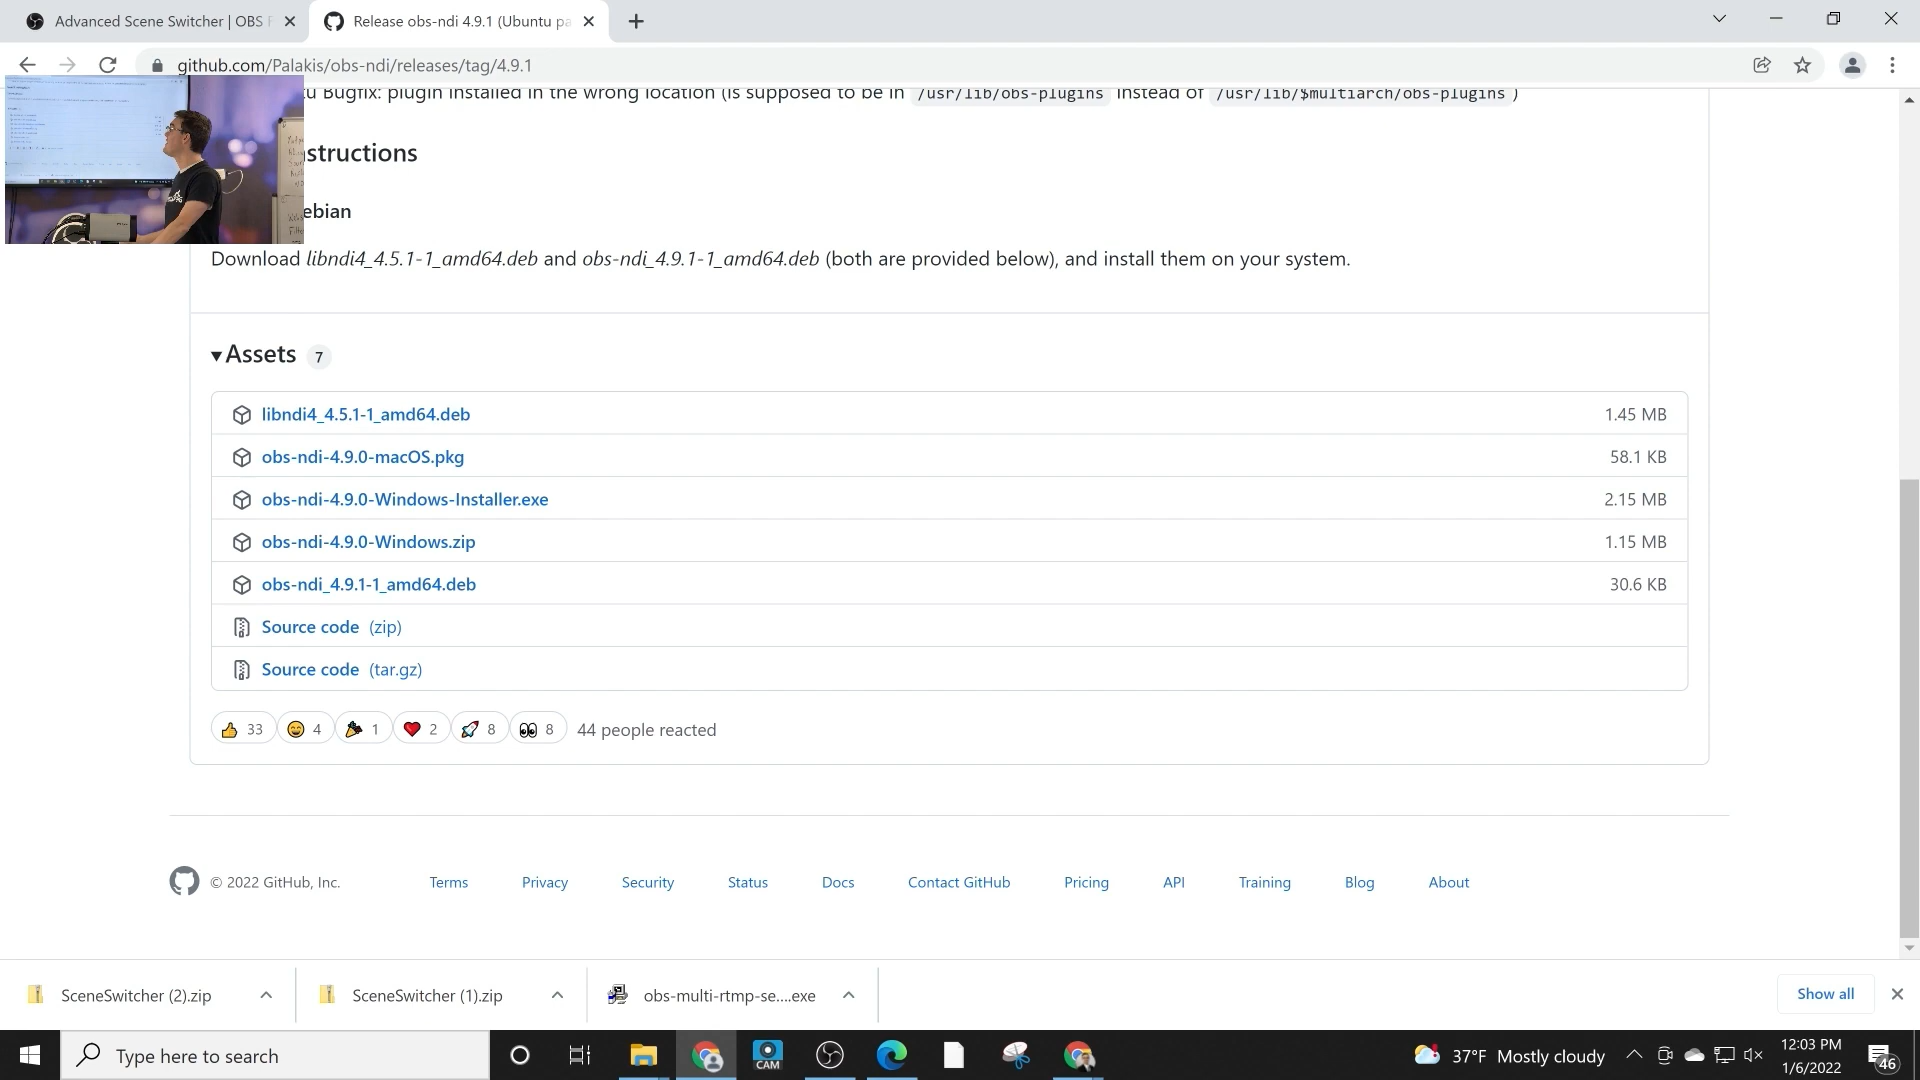 Advanced Scene Switcher | OBS F
Release obs-ndi 4.9.1 (Ubuntu pa
github.com/Palakis/obs-ndi/releases/tag/4.9.1
u Bugfix: plugin installed in the wrong location (is supposed to be in /usr/lib/obs-plugins instead of /usr/lib/$multiarch/obs-plugins )
structions
ebian
Download libndi4_4.5.1-1_amd64.deb and obs-ndi_4.9.1-1_amd64.deb (both are provided below), and install them on your system.
Assets 7
libndi4_4.5.1-1_amd64.deb 1.45 MB
obs-ndi-4.9.0-macOS.pkg 58.1 KB
obs-ndi-4.9.0-Windows-Installer.exe 2.15 MB
obs-ndi-4.9.0-Windows.zip 1.15 MB
obs-ndi_4.9.1-1_amd64.deb 30.6 KB
Source code (zip)
Source code (tar.gz)
33 4 1 2 8 8 44 people reacted
© 2022 GitHub, Inc. Terms Privacy Security Status Docs Contact GitHub Pricing API Training Blog About
SceneSwitcher (2).zip SceneSwitcher (1).zip obs-multi-rtmp-se....exe Show all
Type here to search
CAM
37°F Mostly cloudy
12:03 PM
1/6/2022
46